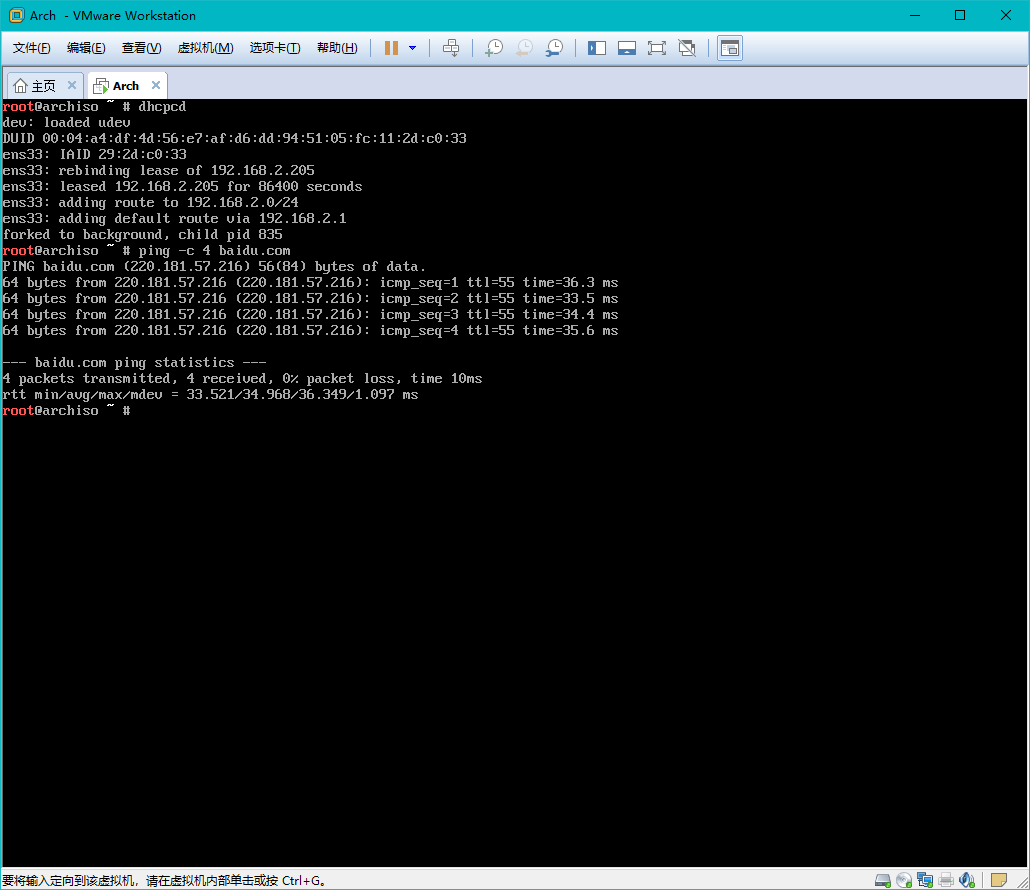 Arch - VMware Workstation
文件(F) 编辑(E) 查看(V) 虚拟机(M) 选项卡(T) 帮助(H)
主页 Arch
root@archiso ~ # dhcpcd
dev: loaded udev
DUID 00:04:a4:df:4d:56:e7:af:d6:dd:94:51:05:fc:11:2d:c0:33
ens33: IAID 29:2d:c0:33
ens33: rebinding lease of 192.168.2.205
ens33: leased 192.168.2.205 for 86400 seconds
ens33: adding route to 192.168.2.0/24
ens33: adding default route via 192.168.2.1
forked to background, child pid 835
root@archiso ~ # ping -c 4 baidu.com
PING baidu.com (220.181.57.216) 56(84) bytes of data.
64 bytes from 220.181.57.216 (220.181.57.216): icmp_seq=1 ttl=55 time=36.3 ms
64 bytes from 220.181.57.216 (220.181.57.216): icmp_seq=2 ttl=55 time=33.5 ms
64 bytes from 220.181.57.216 (220.181.57.216): icmp_seq=3 ttl=55 time=34.4 ms
64 bytes from 220.181.57.216 (220.181.57.216): icmp_seq=4 ttl=55 time=35.6 ms
--- baidu.com ping statistics ---
4 packets transmitted, 4 received, 0% packet loss, time 10ms
rtt min/avg/max/mdev = 33.521/34.968/36.349/1.097 ms
root@archiso ~ #
要将输入定向到该虚拟机，请在虚拟机内部单击或按 Ctrl+G。